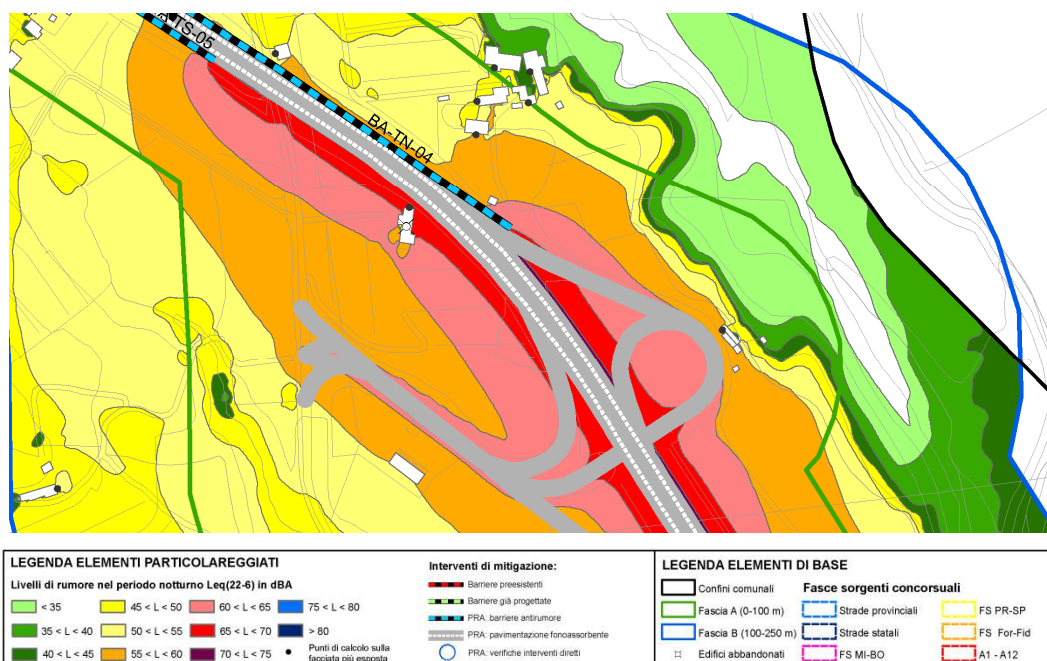 TS-05
BA-TN-04
LEGENDA ELEMENTI PARTICOLAREGGIATI
Livelli di rumore nel periodo notturno Leq(22-6) in dBA
< 35
45 < L < 50
60 < L < 65
75 < L < 80
35 < L < 40
50 < L < 55
65 < L < 70
> 80
40 < L < 45
55 < L < 60
70 < L < 75
Punti di calcolo sulla
facciata più esposta
Interventi di mitigazione:
Barriere preesistenti
Barriere già progettate
PRA: barriere antirumore
PRA: pavimentazione fonoassorbente
PRA: verifiche interventi diretti
LEGENDA ELEMENTI DI BASE
Confini comunali
Fascia A (0-100 m)
Fascia B (100-250 m)
Edifici abbandonati
Fasce sorgenti concorsuali
Strade provinciali
Strade statali
FS MI-BO
FS PR-SP
FS For-Fid
A1 - A12